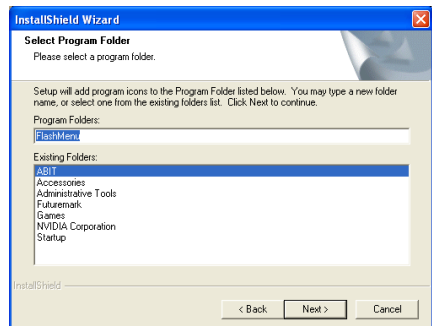 InstallShield Wizard
Select Program Folder
Please select a program folder.
Setup will add program icons to the Program Folder listed below. You may type a new folder
name, or select one from the existing folders list. Click Next to continue.
Program Folders:
FlashMenu
Existing Folders:
ABIT
Accessories
Administrative Tools
Futuremark
Games
NVIDIA Corporation
Startup
InstallShield
< Back Next > Cancel